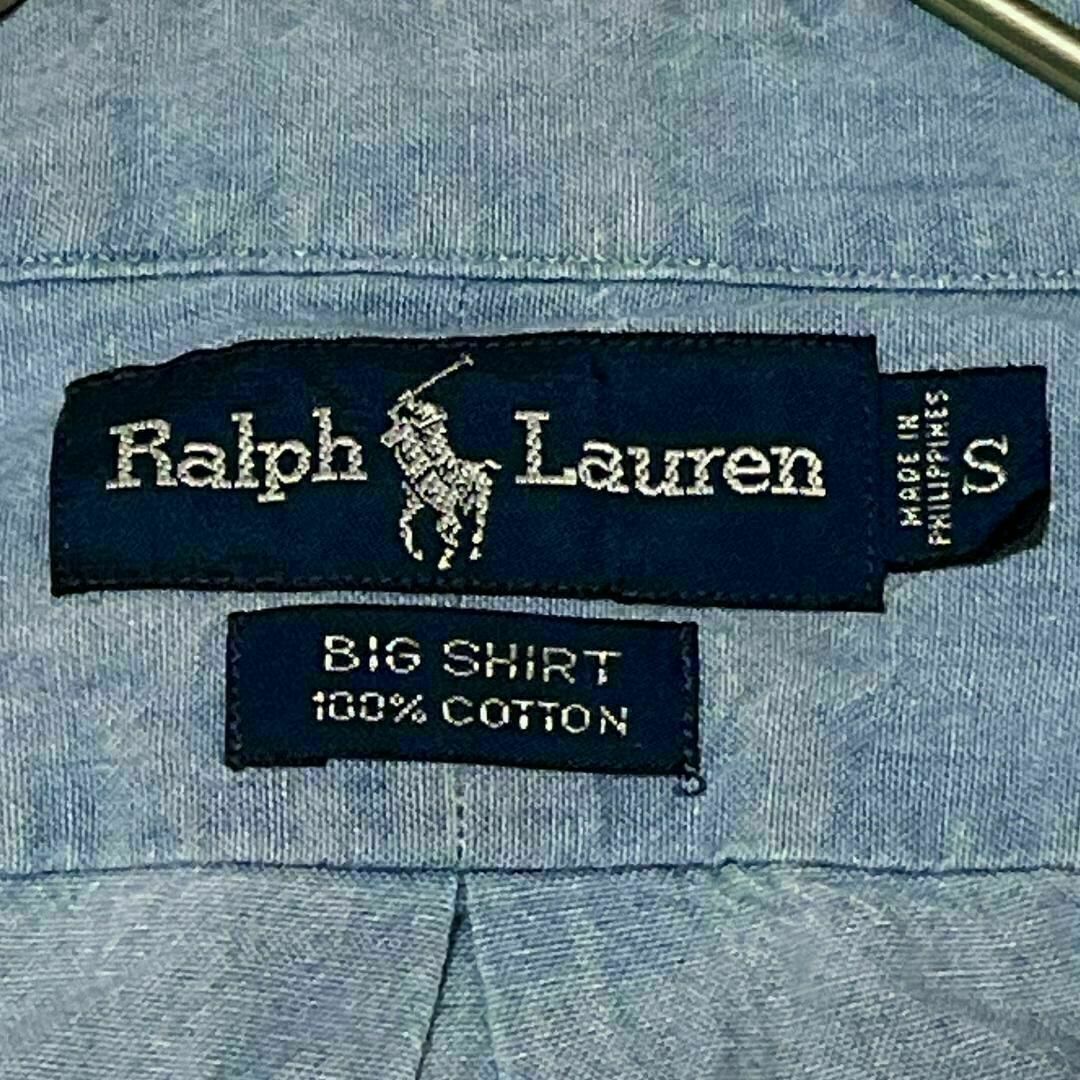 Ralph Lauren
MADE IN
PHILIPPINES
S
BIG SHIRT
100% COTTON